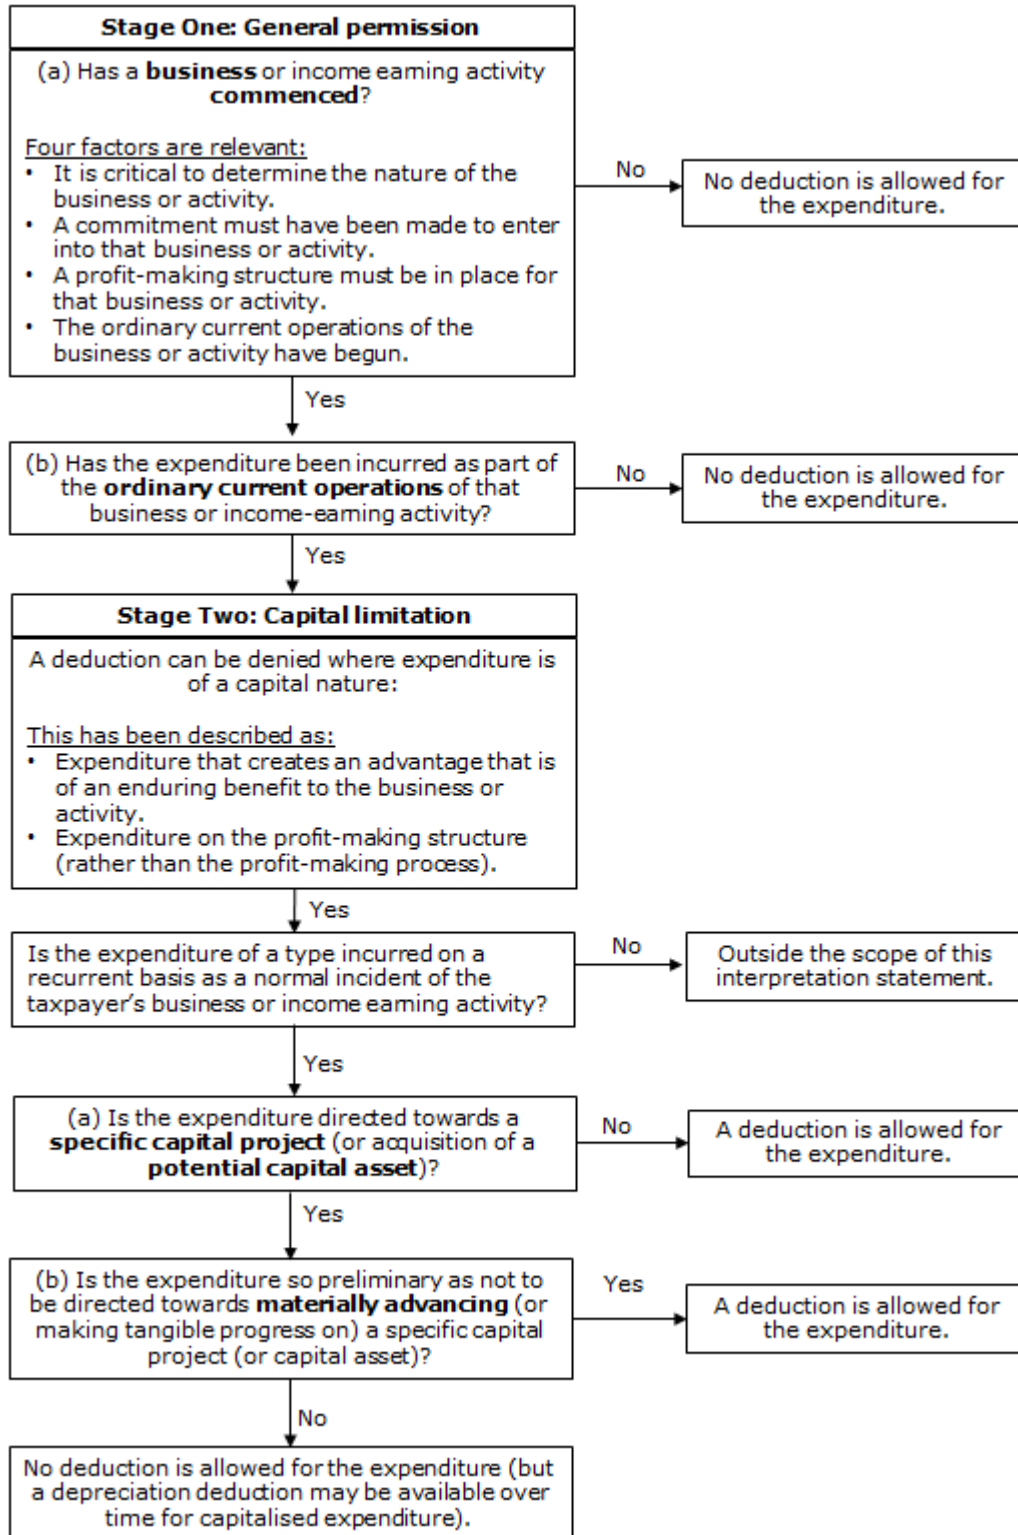 Stage One: General permission
(a) Has a business or income earning activity
commenced?
Four factors are relevant:
• It is critical to determine the nature of the
business or activity.
• A commitment must have been made to enter
into that business or activity.
• A profit-making structure must be in place for
that business or activity.
• The ordinary current operations of the
business or activity have begun.
No
No deduction is allowed for
the expenditure.
Yes
(b) Has the expenditure been incurred as part of
the ordinary current operations of that
business or income-earning activity?
No
No deduction is allowed for
the expenditure.
Yes
Stage Two: Capital limitation
A deduction can be denied where expenditure is
of a capital nature:
This has been described as:
• Expenditure that creates an advantage that is
of an enduring benefit to the business or
activity.
• Expenditure on the profit-making structure
(rather than the profit-making process).
Yes
Is the expenditure of a type incurred on a
recurrent basis as a normal incident of the
taxpayer’s business or income earning activity?
No
Outside the scope of this
interpretation statement.
Yes
(a) Is the expenditure directed towards a
specific capital project (or acquisition of a
potential capital asset)?
No
A deduction is allowed for
the expenditure.
Yes
(b) Is the expenditure so preliminary as not to
be directed towards materially advancing (or
making tangible progress on) a specific capital
project (or capital asset)?
Yes
A deduction is allowed for
the expenditure.
No
No deduction is allowed for the expenditure (but
a depreciation deduction may be available over
time for capitalised expenditure).